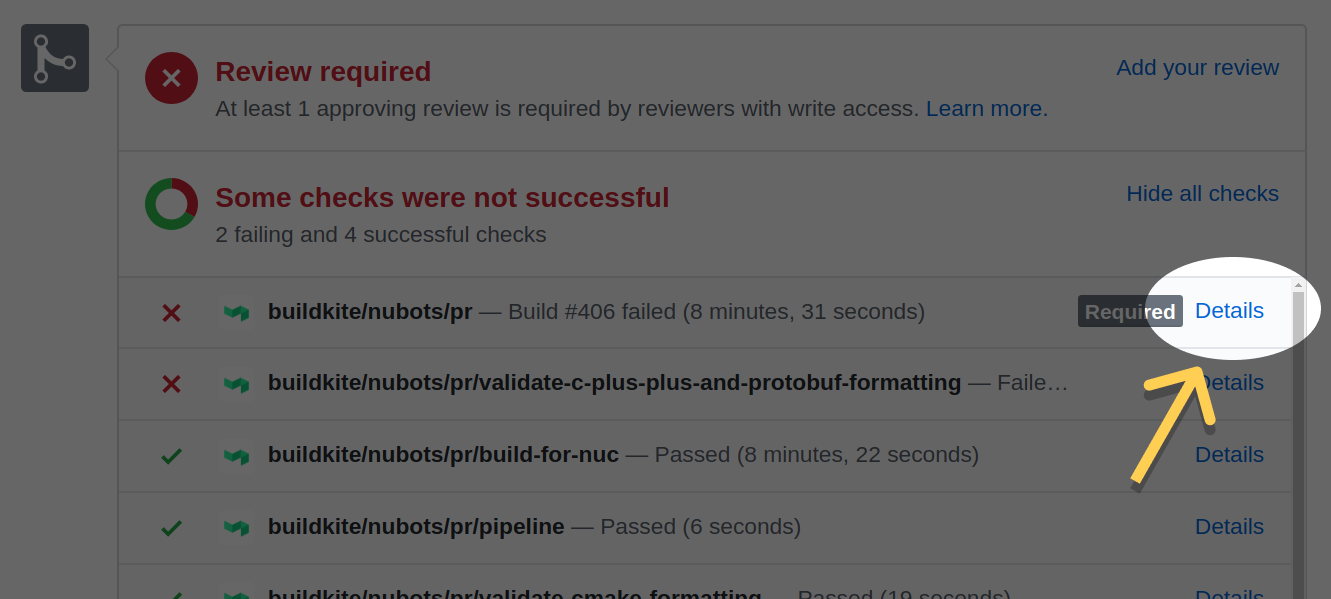 Review required
Add your review
At least 1 approving review is required by reviewers with write access. Learn more.
Some checks were not successful
Hide all checks
2 failing and 4 successful checks
buildkite/nubots/pr — Build #406 failed (8 minutes, 31 seconds) Required Details
buildkite/nubots/pr/validate-c-plus-plus-and-protobuf-formatting — Faile… Details
buildkite/nubots/pr/build-for-nuc — Passed (8 minutes, 22 seconds) Details
buildkite/nubots/pr/pipeline — Passed (6 seconds) Details
buildkite/nubots/pr/validate-cmake-formatting — Passed (19 seconds) Details